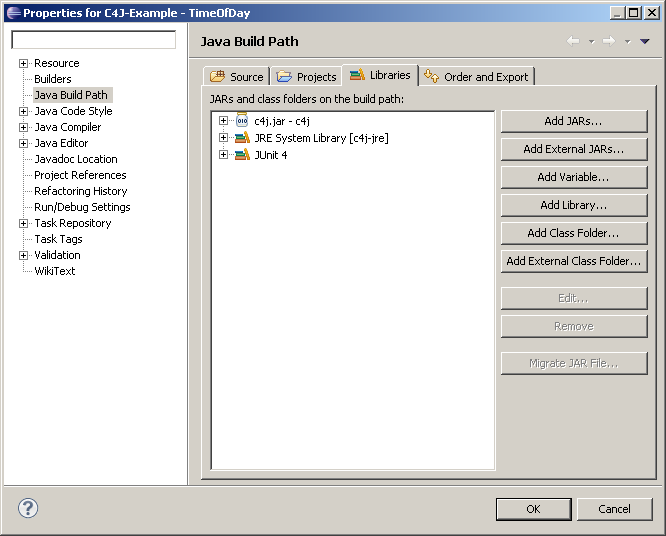 Properties for C4J-Example - TimeOfDay
Resource
Builders
Java Build Path
Java Code Style
Java Compiler
Java Editor
Javadoc Location
Project References
Refactoring History
Run/Debug Settings
Task Repository
Task Tags
Validation
WikiText
Java Build Path
Source Projects Libraries Order and Export
JARs and class folders on the build path:
c4j.jar - c4j
JRE System Library [c4j-jre]
JUnit 4
Add JARs...
Add External JARs...
Add Variable...
Add Library...
Add Class Folder...
Add External Class Folder...
Edit...
Remove
Migrate JAR File...
OK Cancel